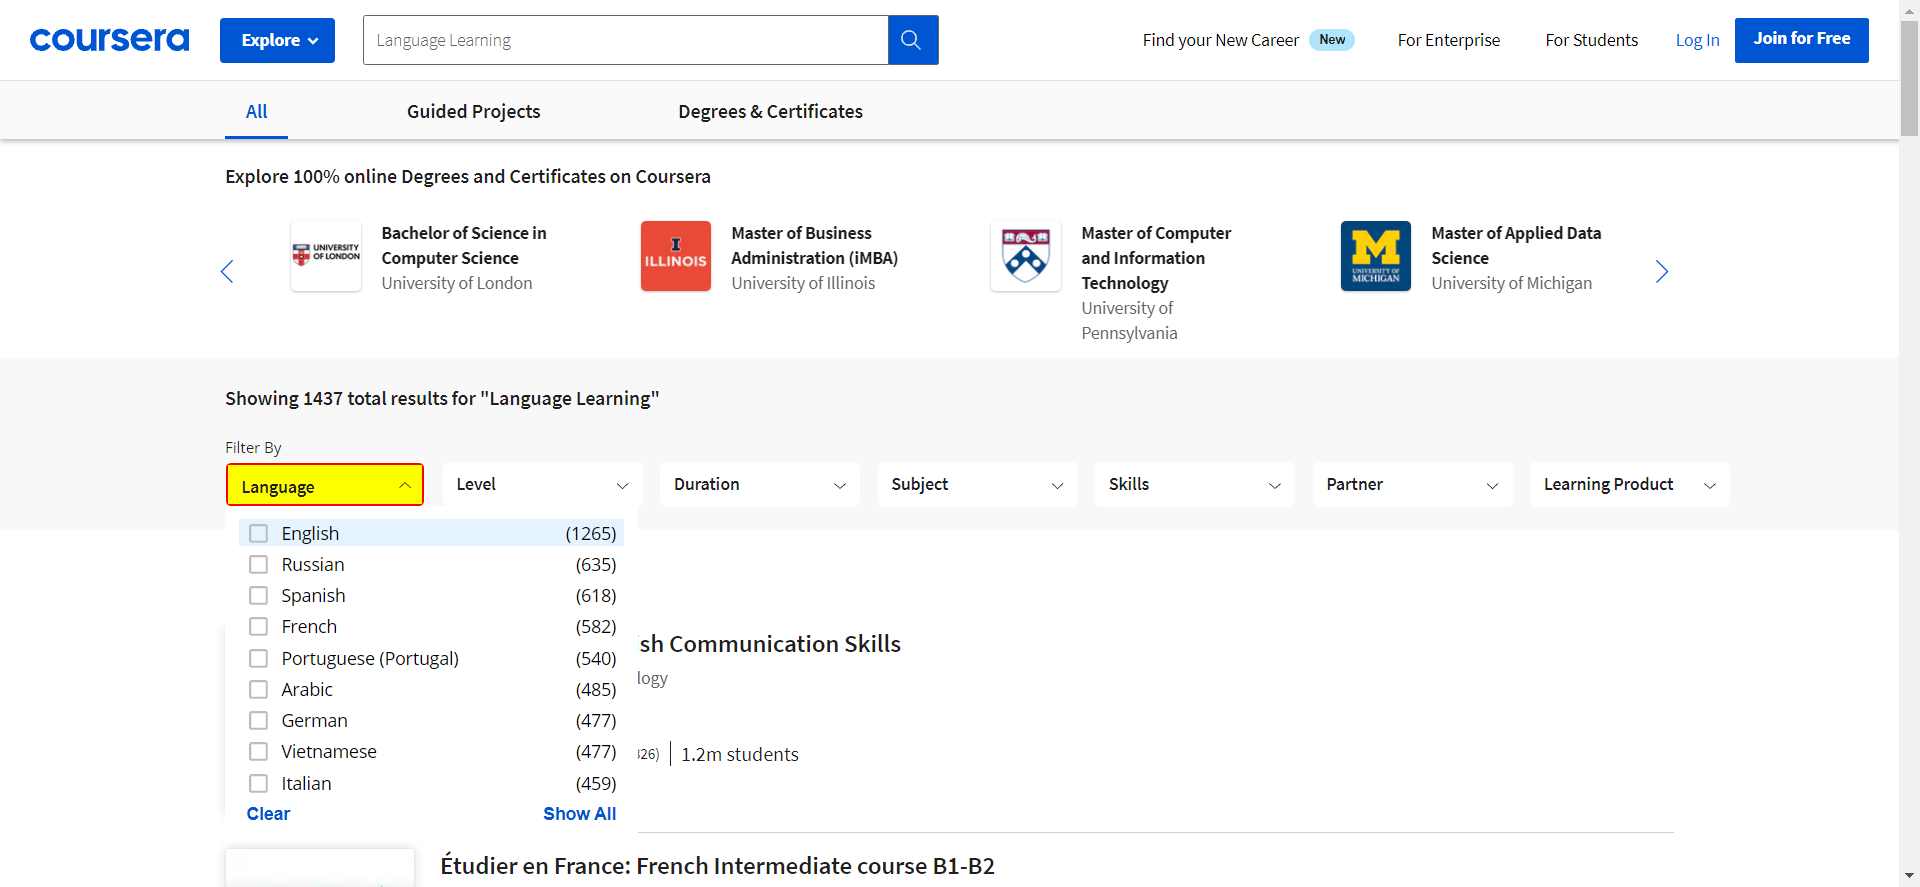 coursera
Explore
Language Learning
Find your New Career New
For Enterprise
For Students
Log In
Join for Free
All
Guided Projects
Degrees & Certificates
Explore 100% online Degrees and Certificates on Coursera
UNIVERSITY
OF LONDON
Bachelor of Science in
Computer Science
University of London
I
ILLINOIS
Master of Business
Administration (iMBA)
University of Illinois
Master of Computer
and Information
Technology
University of
Pennsylvania
M
UNIVERSITY OF
MICHIGAN
Master of Applied Data
Science
University of Michigan
Showing 1437 total results for "Language Learning"
Filter By
Language
Level
Duration
Subject
Skills
Partner
Learning Product
English (1265)
Russian (635)
Spanish (618)
French (582)
Portuguese (Portugal) (540)
Arabic (485)
German (477)
Vietnamese (477)
Italian (459)
Clear Show All
sh Communication Skills
logy
26) 1.2m students
Étudier en France: French Intermediate course B1-B2